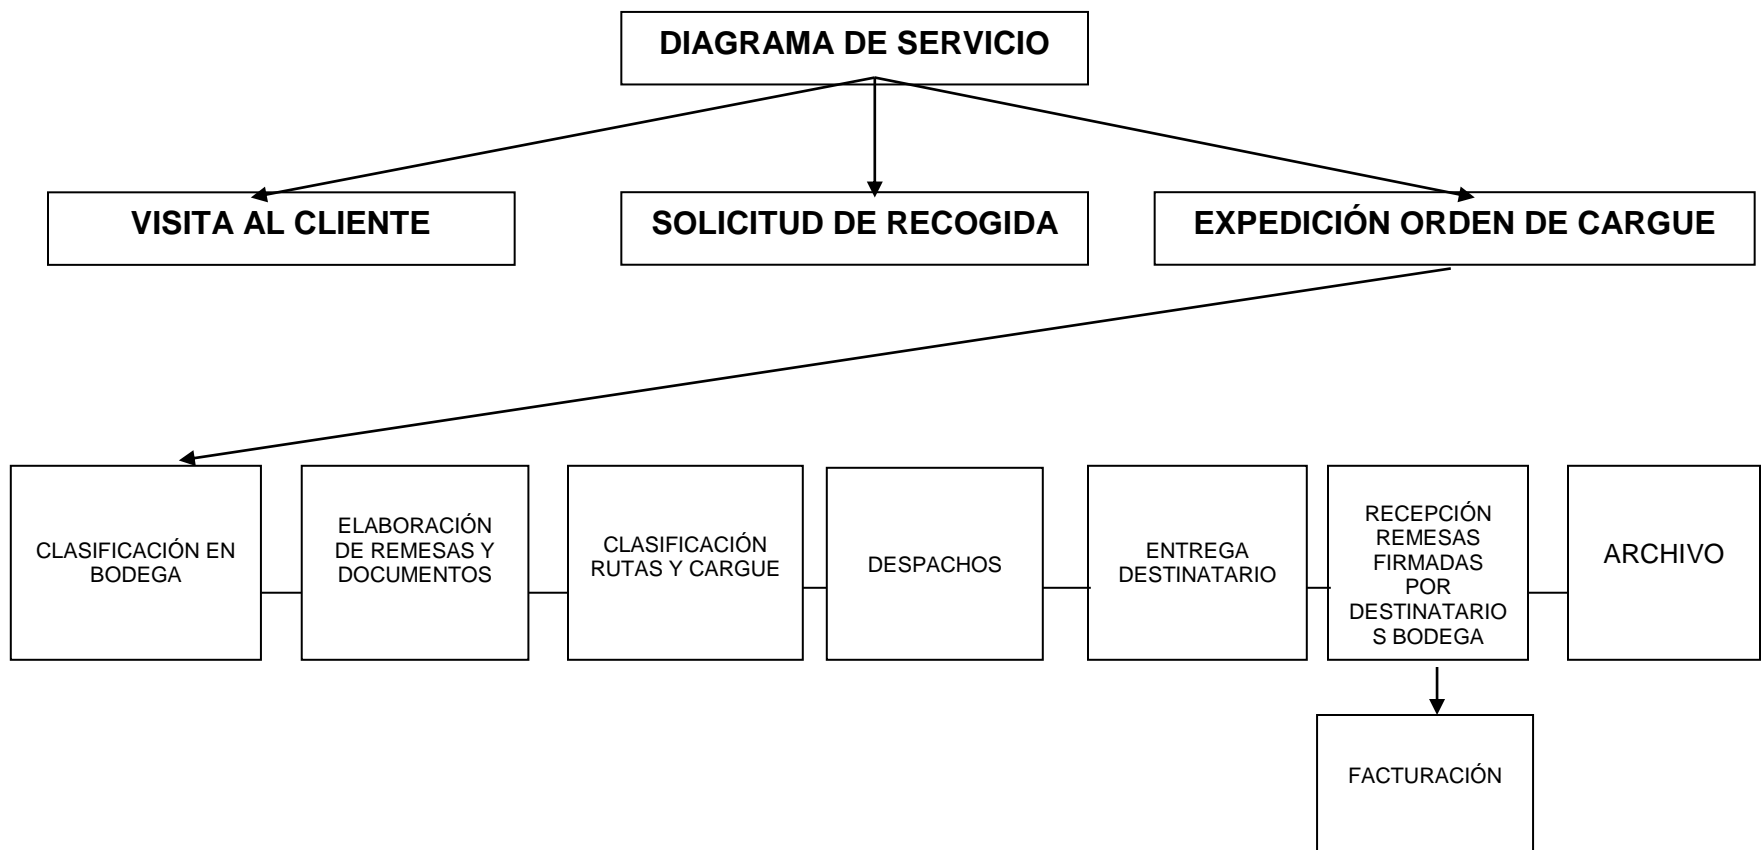 DIAGRAMA DE SERVICIO
VISITA AL CLIENTE
SOLICITUD DE RECOGIDA
EXPEDICIÓN ORDEN DE CARGUE
CLASIFICACIÓN EN
BODEGA
ELABORACIÓN
DE REMESAS Y
DOCUMENTOS
CLASIFICACIÓN
RUTAS Y CARGUE
DESPACHOS
ENTREGA
DESTINATARIO
RECEPCIÓN
REMESAS
FIRMADAS
POR
DESTINATARIO
S BODEGA
ARCHIVO
FACTURACIÓN